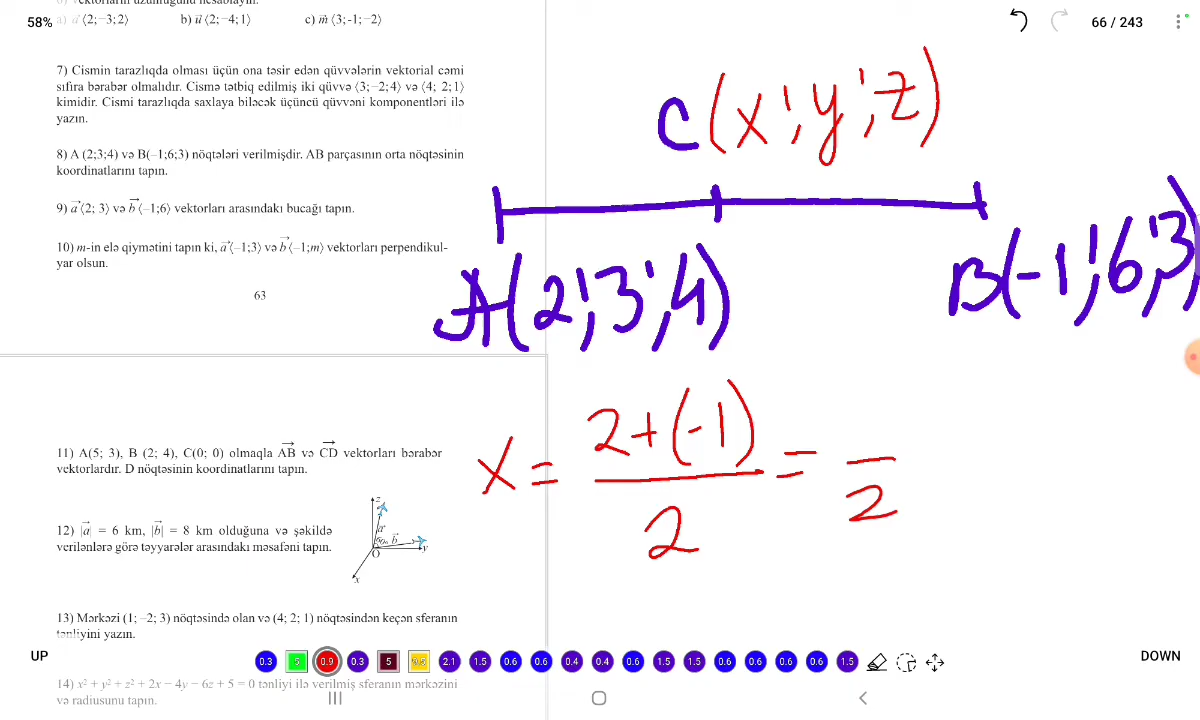 58%
66 / 243
6) Vektorların uzunluğunu hesablayın.
a) a⃗ ⟨2;−3;2⟩ b) u⃗ ⟨2;−4;1⟩ c) m⃗ ⟨3;-1;−2⟩
7) Cismin tarazlıqda olması üçün ona təsir edən qüvvələrin vektorial cəmi
sıfıra bərabər olmalıdır. Cismə tətbiq edilmiş iki qüvvə ⟨3;−2;4⟩ və ⟨4; 2;1⟩
kimidir. Cismi tarazlıqda saxlaya biləcək üçüncü qüvvəni komponentləri ilə
yazın.
8) A (2;3;4) və B(−1;6;3) nöqtələri verilmişdir. AB parçasının orta nöqtəsinin
koordinatlarını tapın.
9) a⃗ ⟨2; 3⟩ və b⃗ ⟨−1;6⟩ vektorları arasındakı bucağı tapın.
10) m-in elə qiymətini tapın ki, a⃗ ⟨−1;3⟩ və b⃗ ⟨−1;m⟩ vektorları perpendikul-
yar olsun.
63
C(x;y;z)
A(2;3;4)
B(-1;6;3)
x = 2+(-1)/2 = /2
11) A(5; 3), B (2; 4), C(0; 0) olmaqla AB⃗ və CD⃗ vektorları bərabər
vektorlardır. D nöqtəsinin koordinatlarını tapın.
12) |a⃗| = 6 km, |b⃗| = 8 km olduğuna və şəkildə
verilənlərə görə təyyarələr arasındakı məsafəni tapın.
z
a⃗
b⃗
O
y
x
13) Mərkəzi (1; −2; 3) nöqtəsində olan və (4; 2; 1) nöqtəsindən keçən sferanın
tənliyini yazın.
UP
0.3 5 0.9 0.3 5 9.5 2.1 1.5 0.6 0.6 0.4 0.4 0.6 1.5 1.5 0.6 0.6 0.6 0.6 1.5
DOWN
14) x² + y² + z² + 2x − 4y − 6z + 5 = 0 tənliyi ilə verilmiş sferanın mərkəzini
və radiusunu tapın.